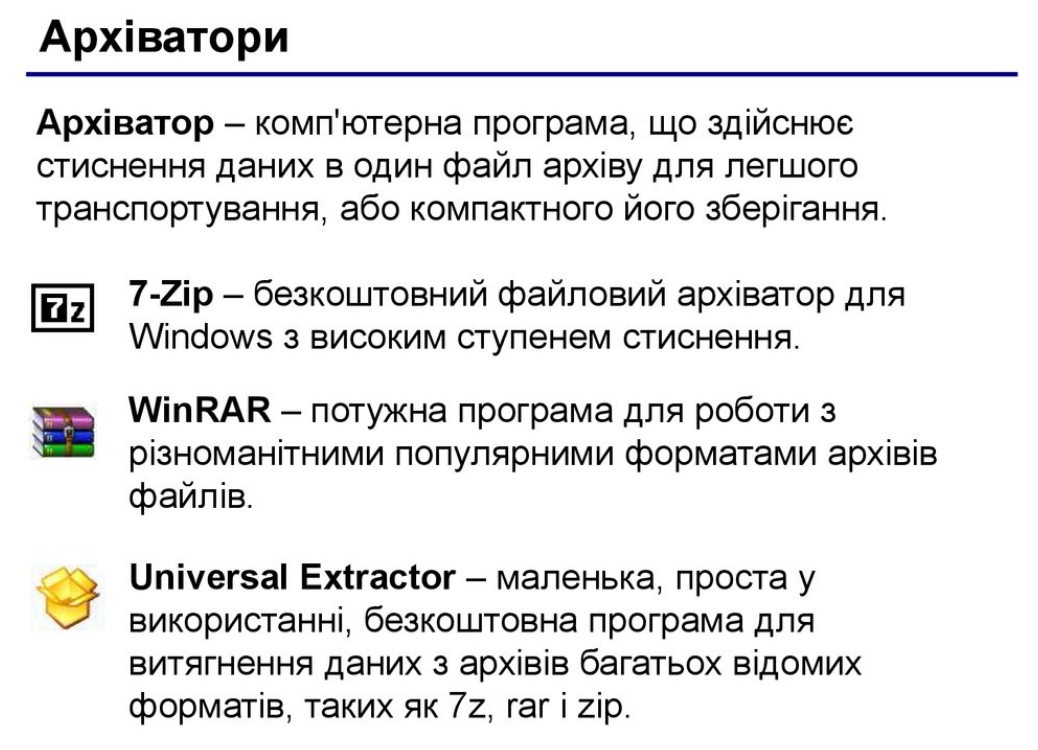 Архіватори
Архіватор – комп'ютерна програма, що здійснює
стиснення даних в один файл архіву для легшого
транспортування, або компактного його зберігання.
7z
7-Zip – безкоштовний файловий архіватор для
Windows з високим ступенем стиснення.
WinRAR – потужна програма для роботи з
різноманітними популярними форматами архівів
файлів.
Universal Extractor – маленька, проста у
використанні, безкоштовна програма для
витягнення даних з архівів багатьох відомих
форматів, таких як 7z, rar і zip.